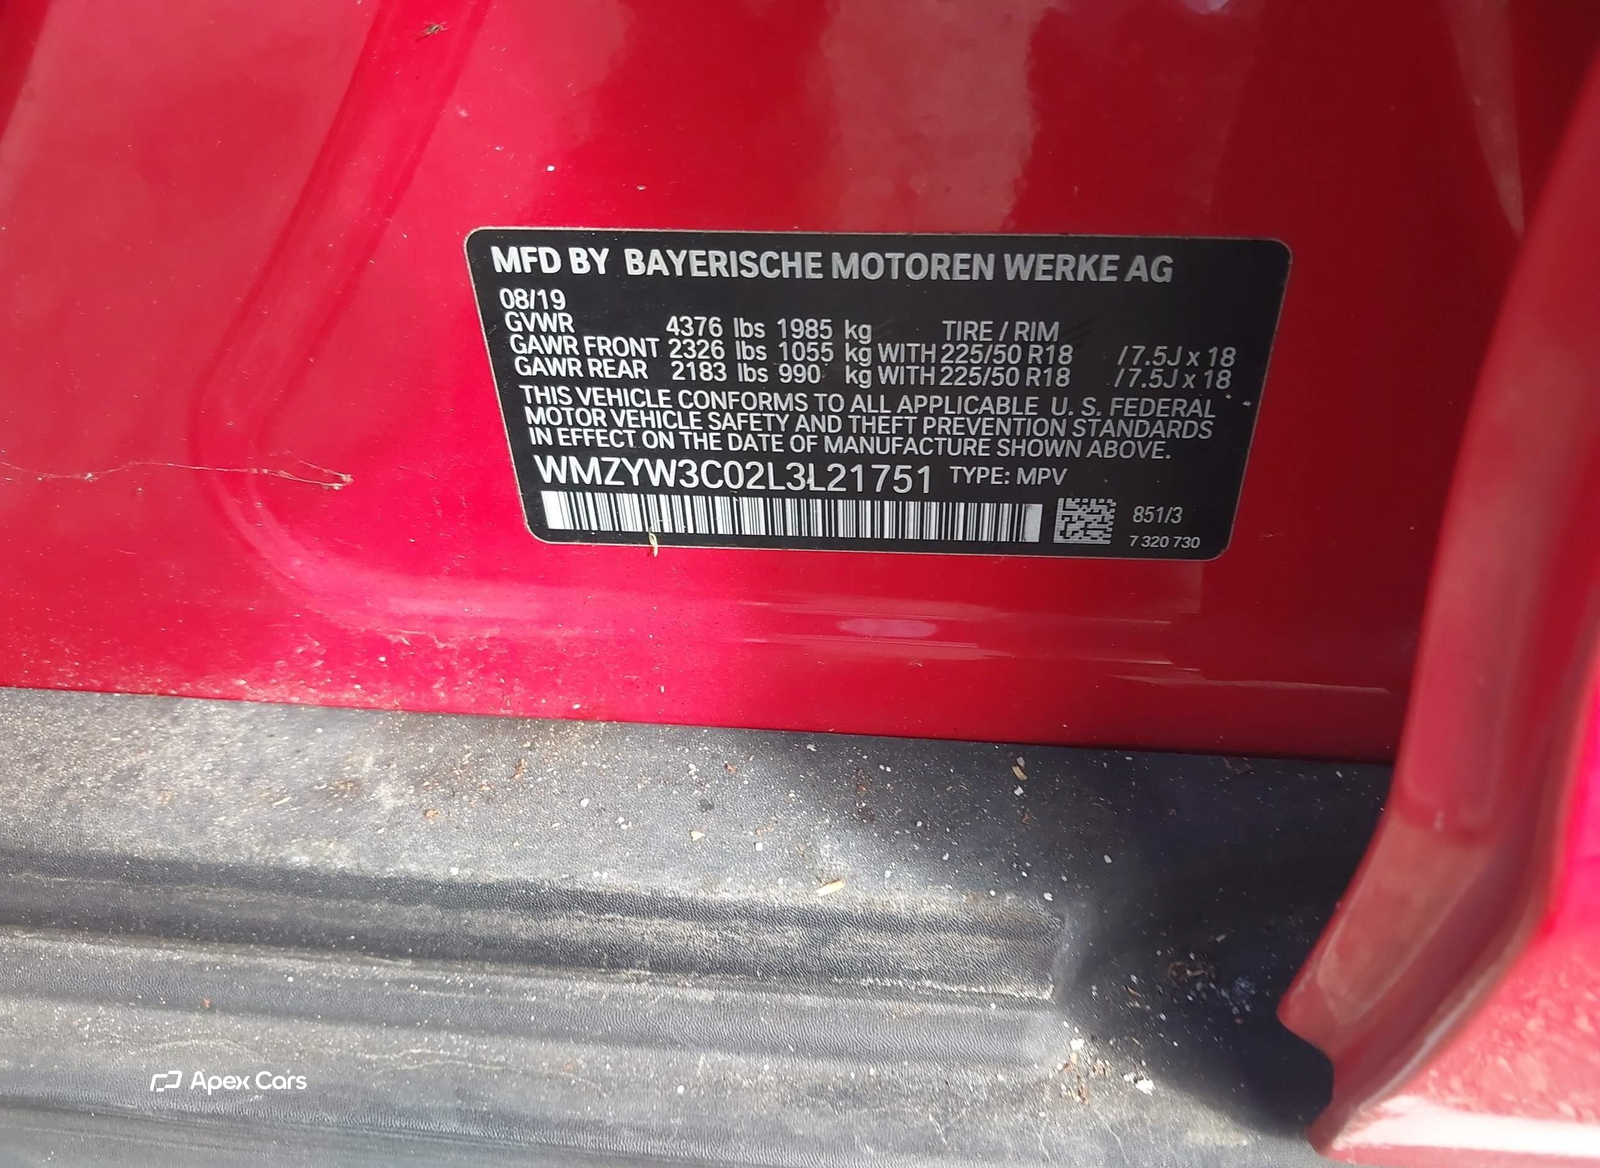 MFD BY BAYERISCHE MOTOREN WERKE AG
08/19
GVWR 4376 lbs 1985 kg TIRE / RIM
GAWR FRONT 2326 lbs 1055 kg WITH 225/50 R18 / 7.5J x 18
GAWR REAR 2183 lbs 990 kg WITH 225/50 R18 / 7.5J x 18
THIS VEHICLE CONFORMS TO ALL APPLICABLE U. S. FEDERAL
MOTOR VEHICLE SAFETY AND THEFT PREVENTION STANDARDS
IN EFFECT ON THE DATE OF MANUFACTURE SHOWN ABOVE.
WMZYW3C02L3L21751 TYPE: MPV
851/3
7 320 730
Apex Cars